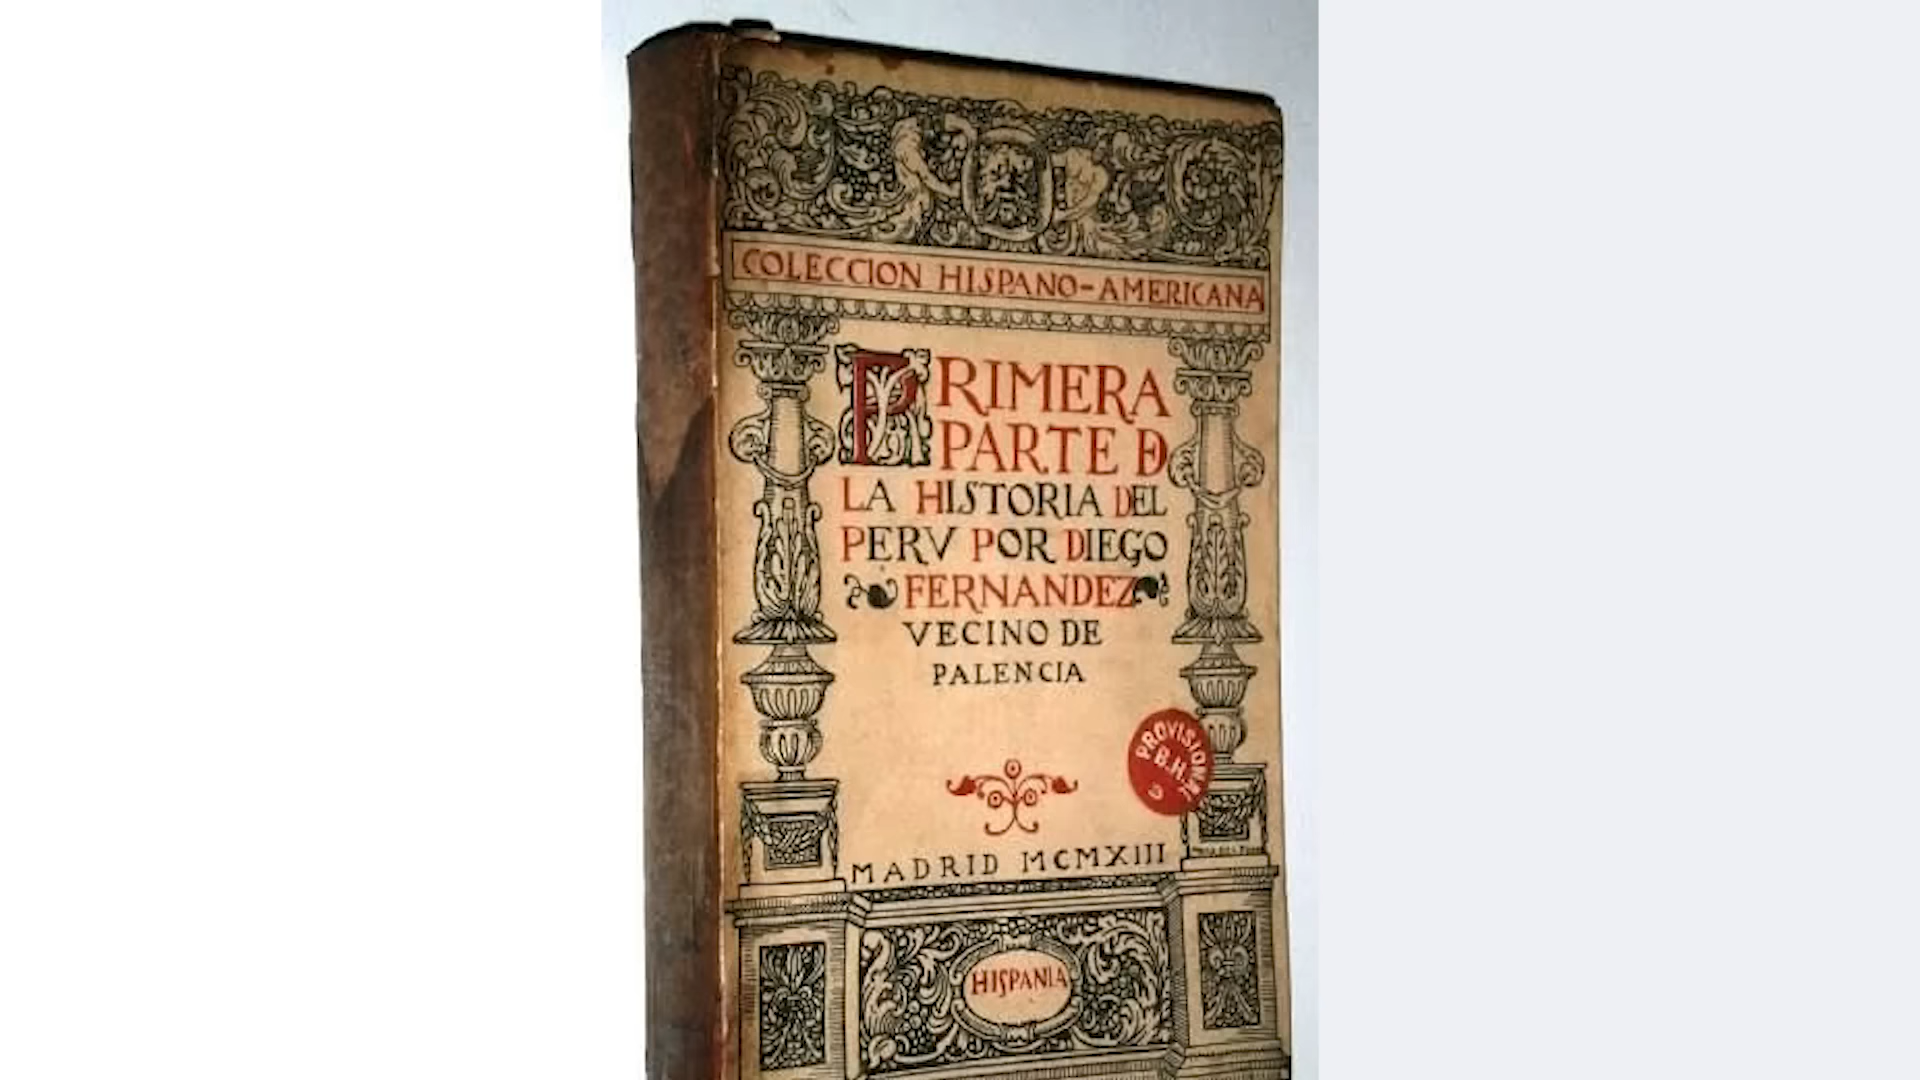 COLECCION HISPANO-AMERICANA
PRIMERA
PARTE D
LA HISTORIA DEL
PERV POR DIEGO
FERNANDEZ
VECINO DE
PALENCIA
PROVISIONAL
B.H.
MADRID MCMXIII
HISPANIA